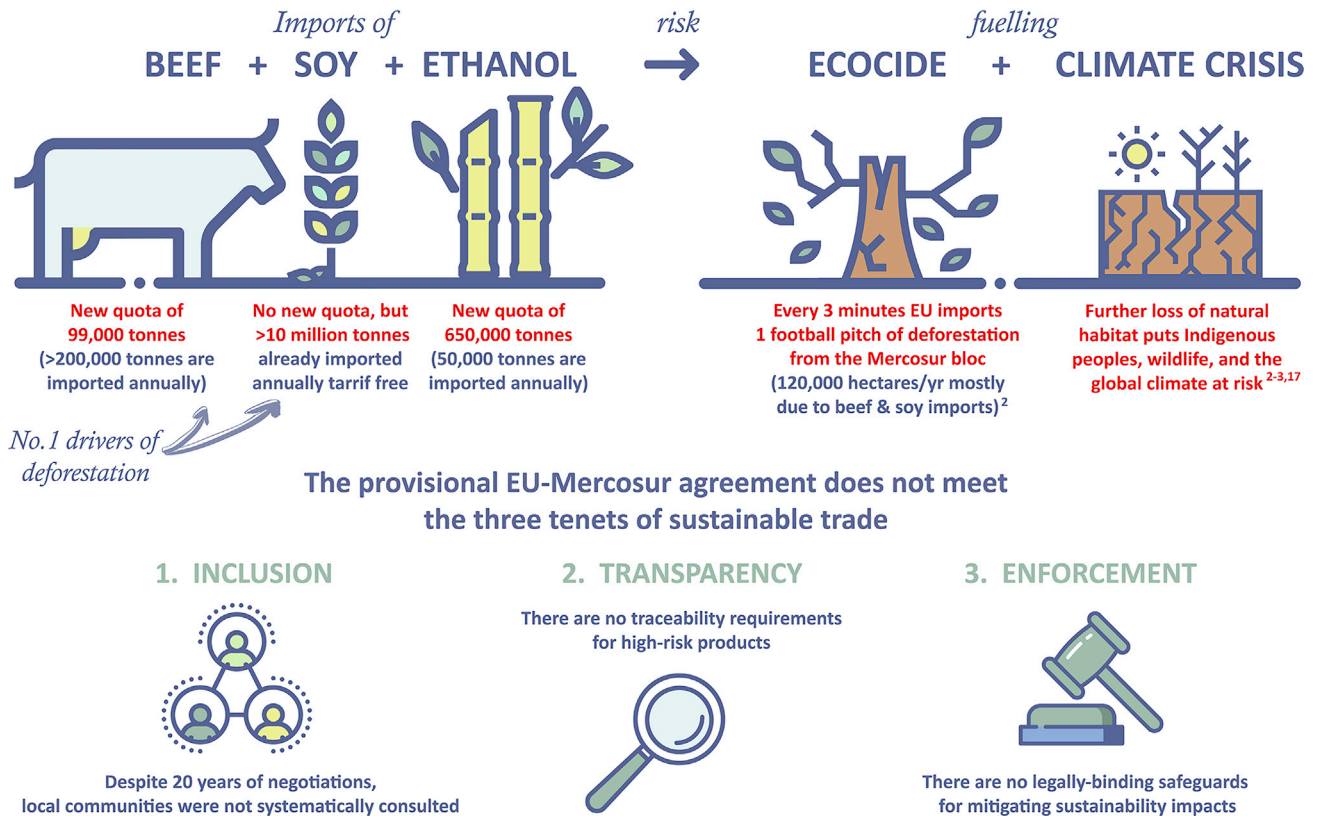 Imports of
risk
fuelling
BEEF + SOY + ETHANOL → ECOCIDE + CLIMATE CRISIS
New quota of
99,000 tonnes
(>200,000 tonnes are
imported annually)
No new quota, but
>10 million tonnes
already imported
annually tarrif free
New quota of
650,000 tonnes
(50,000 tonnes are
imported annually)
Every 3 minutes EU imports
1 football pitch of deforestation
from the Mercosur bloc
(120,000 hectares/yr mostly
due to beef & soy imports)2
Further loss of natural
habitat puts Indigenous
peoples, wildlife, and the
global climate at risk 2-3,17
No. 1 drivers of
deforestation
The provisional EU-Mercosur agreement does not meet
the three tenets of sustainable trade
1. INCLUSION
Despite 20 years of negotiations,
local communities were not systematically consulted
2. TRANSPARENCY
There are no traceability requirements
for high-risk products
3. ENFORCEMENT
There are no legally-binding safeguards
for mitigating sustainability impacts